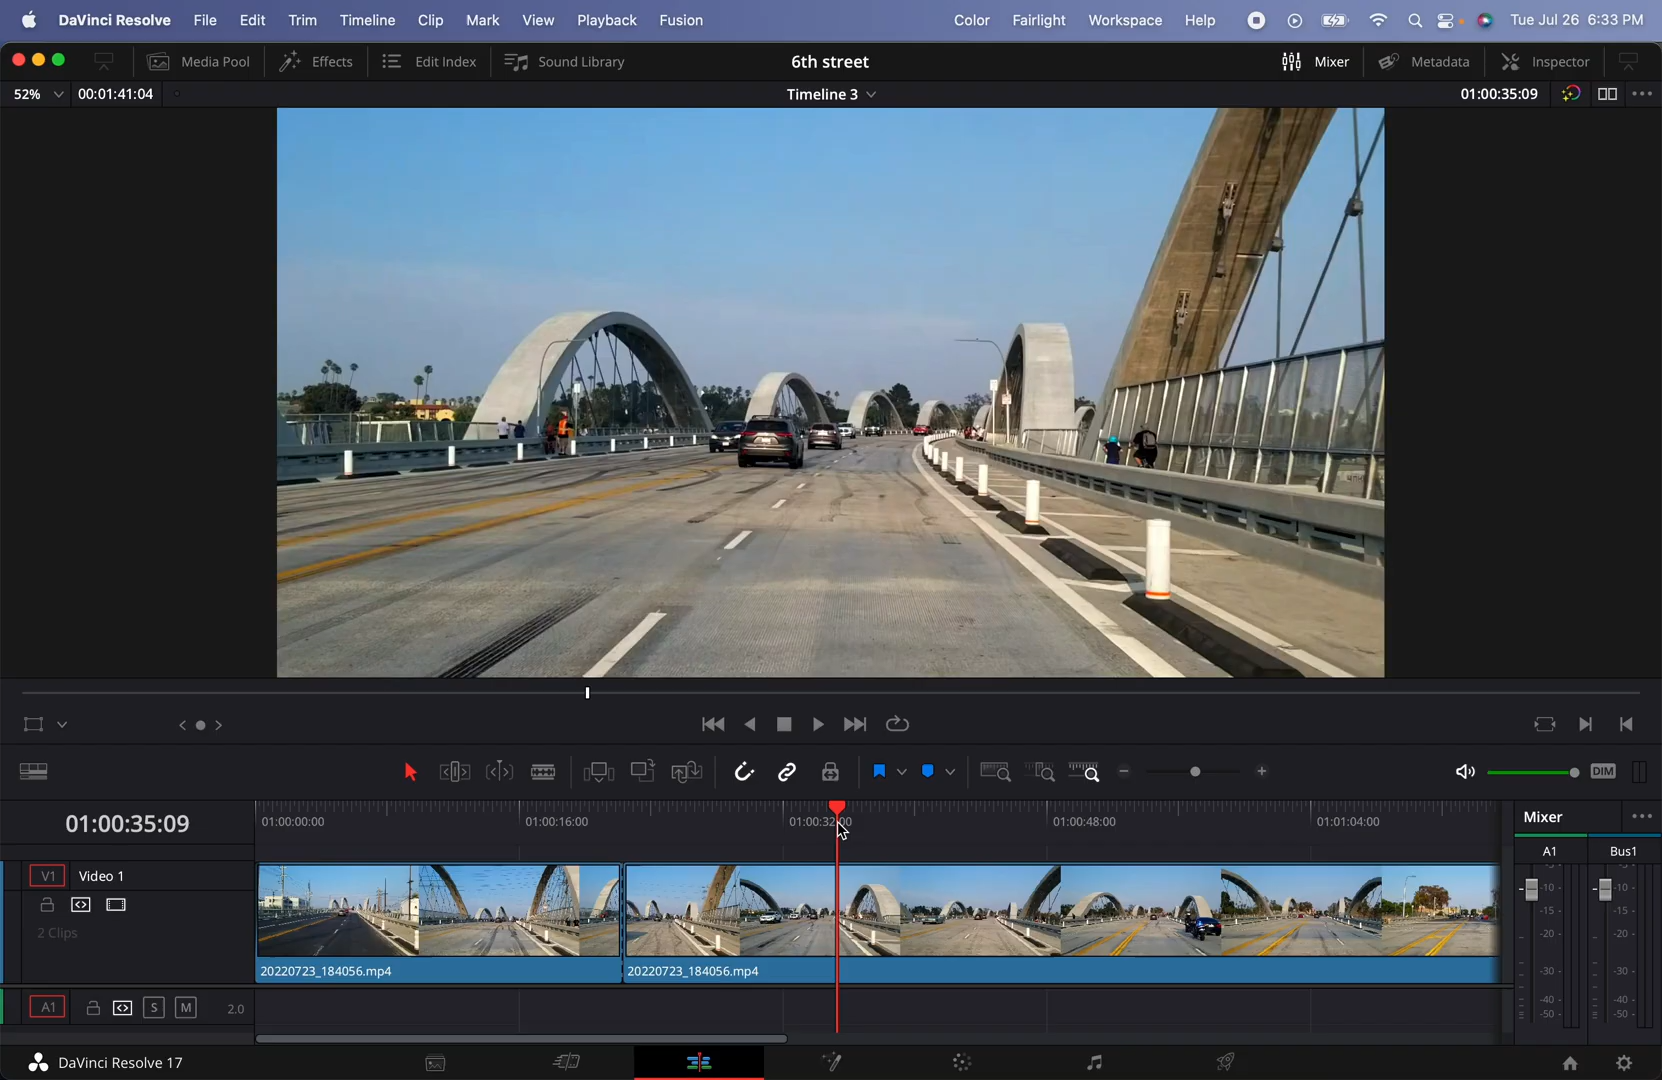 DaVinci Resolve File Edit Trim Timeline Clip Mark View Playback Fusion Color Fairlight Workspace Help Tue Jul 26 6:33 PM
Media Pool Effects Edit Index Sound Library 6th street Mixer Metadata Inspector
52% 00:01:41:04 Timeline 3 01:00:35:09
DIM
01:00:35:09 01:00:00:00 01:00:16:00 01:00:32:00 01:00:48:00 01:01:04:00 Mixer
A1 Bus1
V1 Video 1
2 Clips
20220723_184056.mp4 20220723_184056.mp4
A1 S M 2.0
-10 -10
-15 -15
-20 -20
-30 -30
-40 -40
-50 -50
DaVinci Resolve 17